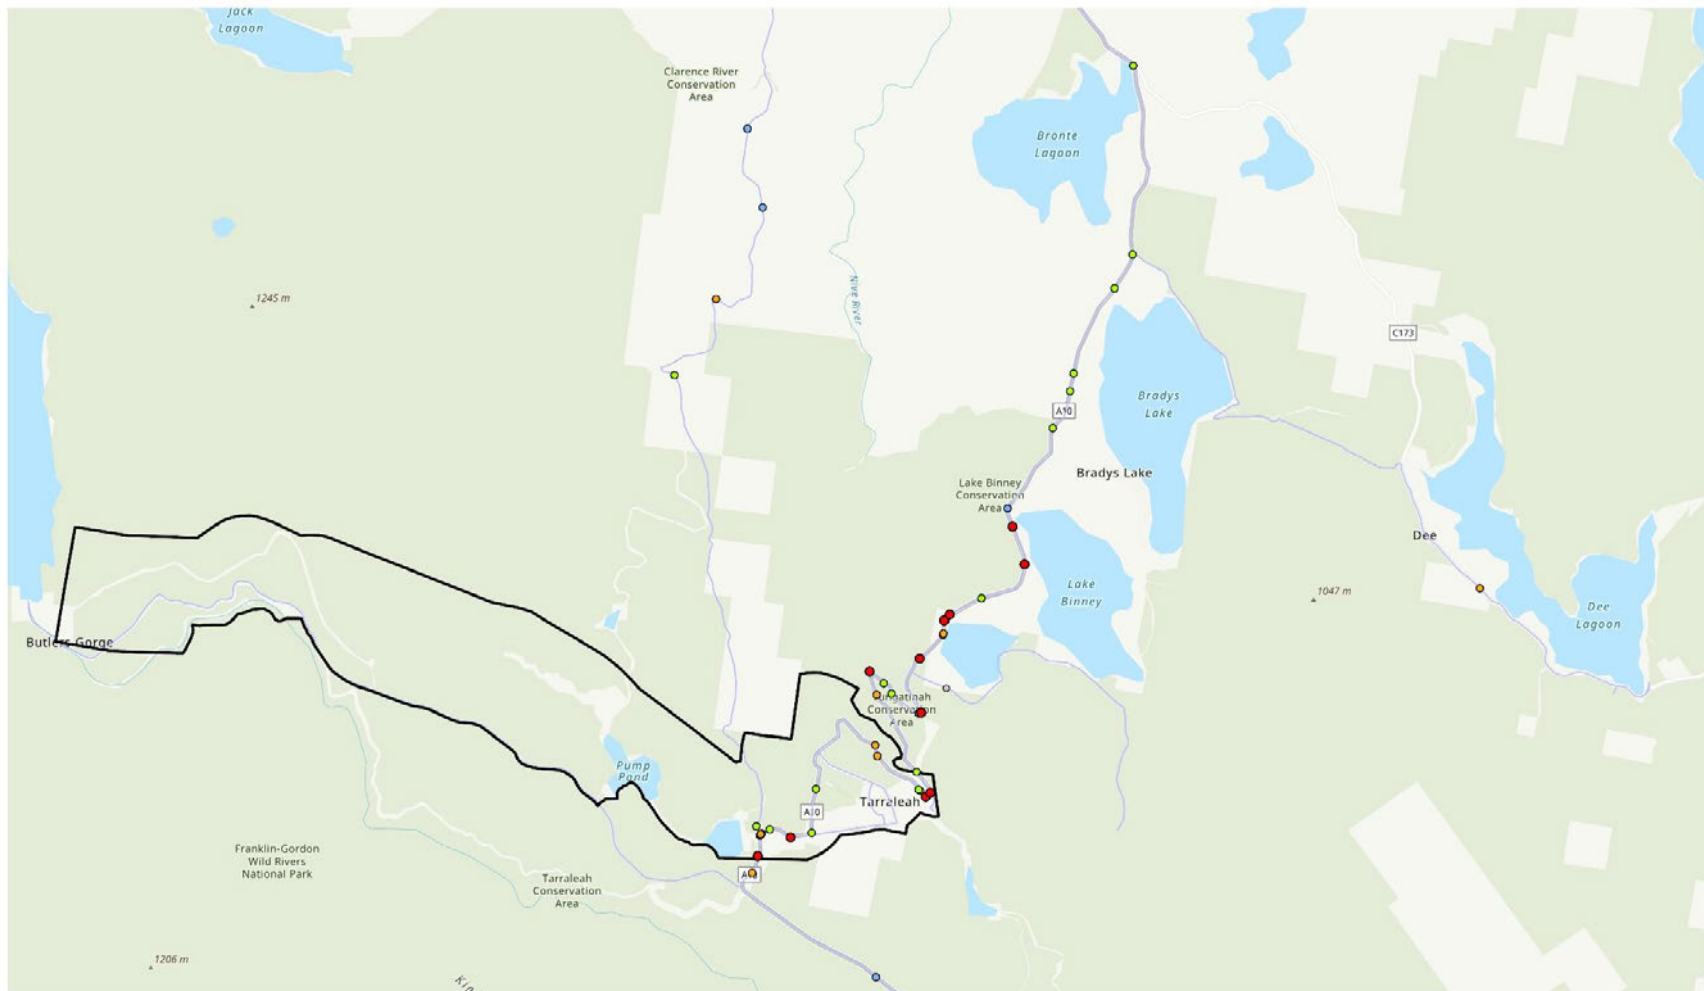 Jack
Lagoon
Clarence River
Conservation
Area
Bronte
Lagoon
1245 m
Nive River
C173
Bradys
Lake
A10
Bradys Lake
Lake Binney
Conservation
Area
Dee
Lake
Binney
1047 m
Dee
Lagoon
Butlers Gorge
Conservation
Area
Pump
Pond
Tarraleah
A10
Franklin-Gordon
Wild Rivers
National Park
Tarraleah
Conservation
Area
1206 m